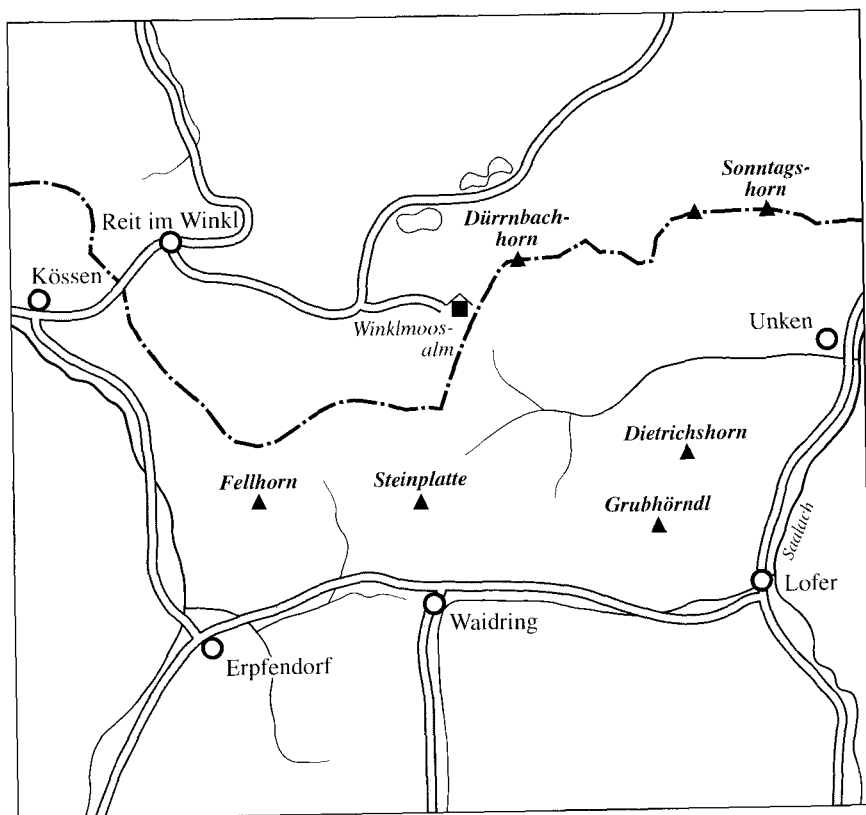 Sonntags-
horn
Reit im Winkl
Dürrnbach-
horn
Kössen
Winklmoos-
alm
Unken
Dietrichshorn
Fellhorn
Steinplatte
Grubhörndl
Saalach
Lofer
Waidring
Erpfendorf